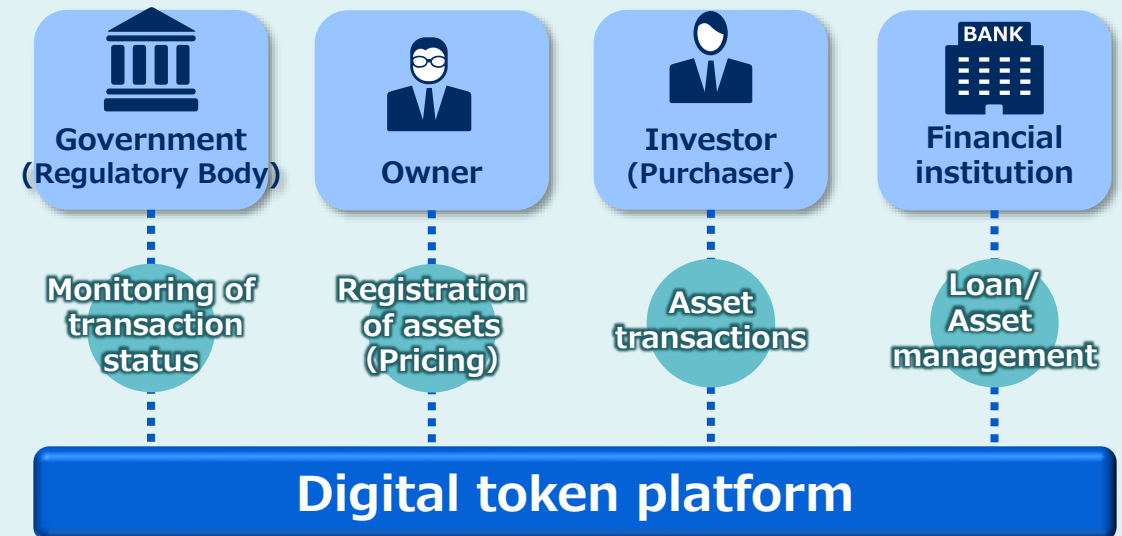 Government
(Regulatory Body)
Owner
Investor
(Purchaser)
BANK
Financial
institution
Monitoring of
transaction
status
Registration
of assets
(Pricing)
Asset
transactions
Loan/
Asset
management
Digital token platform